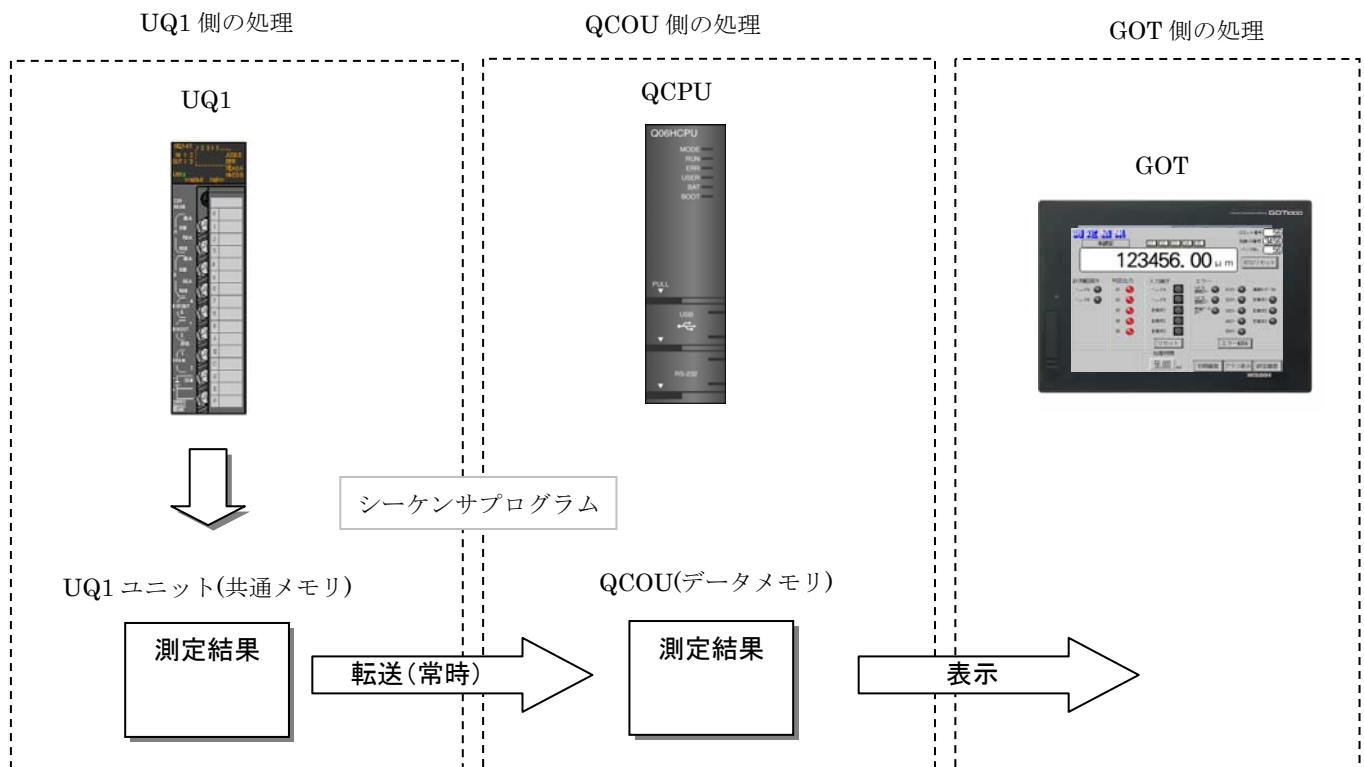 UQ1 側の処理
QCOU 側の処理
GOT 側の処理
UQ1
QCPU
GOT
Q06HCPU
MODE
RUN
ERR
USER
BAT
BOOT
PULL
USB
RS-232
GOT1000
123456.00 μm
シーケンサプログラム
UQ1 ユニット(共通メモリ)
QCOU(データメモリ)
測定結果
転送(常時)
測定結果
表示